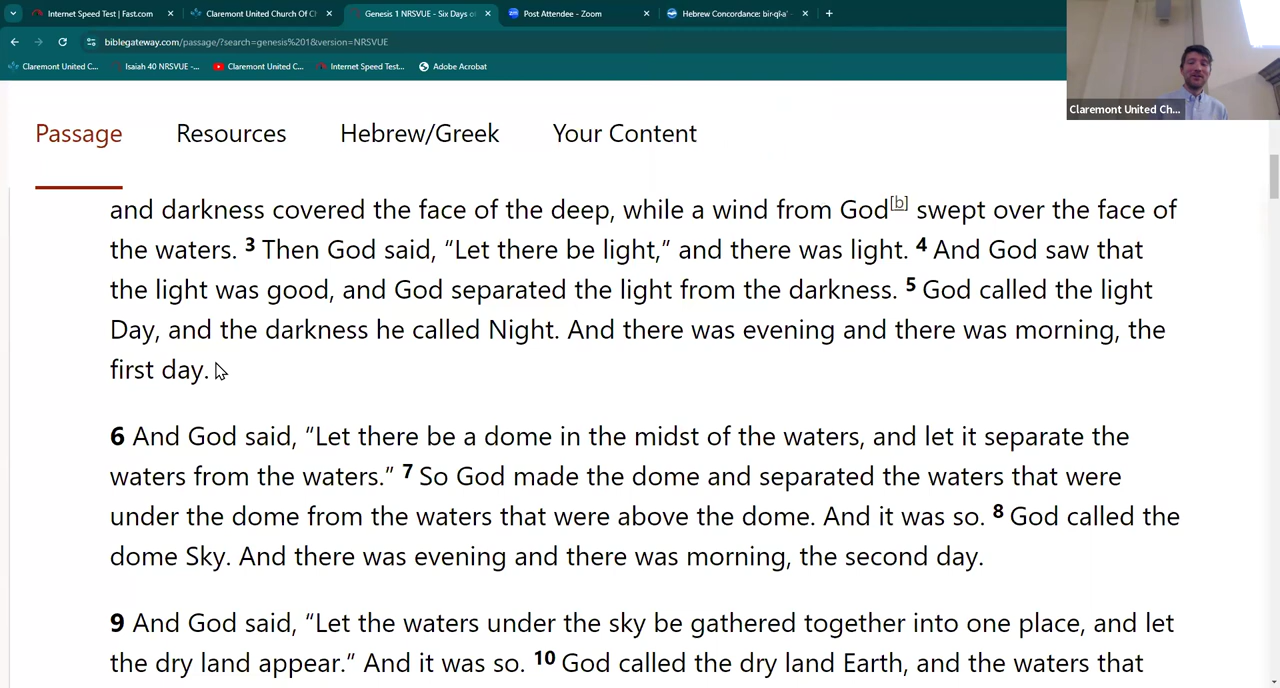 Internet Speed Test | Fast.com
Claremont United Church Of Ch
Genesis 1 NRSVUE - Six Days o
Post Attendee - Zoom
Hebrew Concordance: bir·qî·a'
biblegateway.com/passage/?search=genesis%201&version=NRSVUE
Claremont United C...
Isaiah 40 NRSVUE -...
Claremont United C...
Internet Speed Test...
Adobe Acrobat
Claremont United Ch...
Passage
Resources
Hebrew/Greek
Your Content
and darkness covered the face of the deep, while a wind from God[b] swept over the face of
the waters. 3 Then God said, “Let there be light,” and there was light. 4 And God saw that
the light was good, and God separated the light from the darkness. 5 God called the light
Day, and the darkness he called Night. And there was evening and there was morning, the
first day.
6 And God said, “Let there be a dome in the midst of the waters, and let it separate the
waters from the waters.” 7 So God made the dome and separated the waters that were
under the dome from the waters that were above the dome. And it was so. 8 God called the
dome Sky. And there was evening and there was morning, the second day.
9 And God said, “Let the waters under the sky be gathered together into one place, and let
the dry land appear.” And it was so. 10 God called the dry land Earth, and the waters that